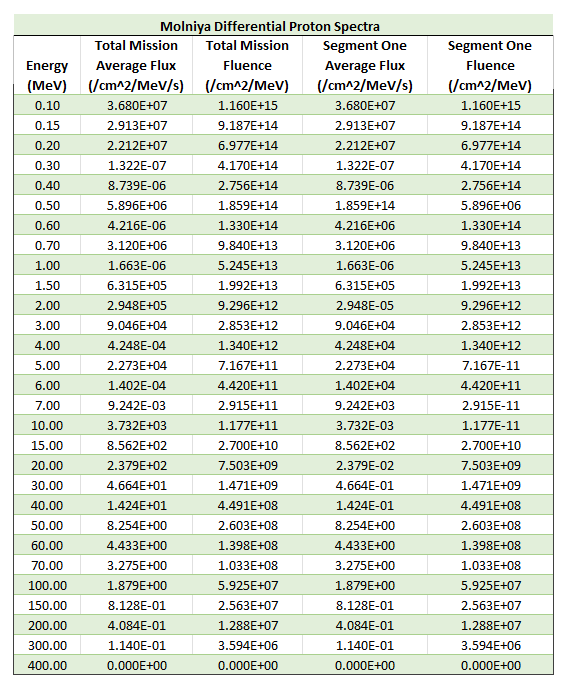 Molniya Differential Proton Spectra
Energy (MeV) Total Mission Average Flux (/cm^2/MeV/s) Total Mission Fluence (/cm^2/MeV) Segment One Average Flux (/cm^2/MeV/s) Segment One Fluence (/cm^2/MeV)
0.10 3.680E+07 1.160E+15 3.680E+07 1.160E+15
0.15 2.913E+07 9.187E+14 2.913E+07 9.187E+14
0.20 2.212E+07 6.977E+14 2.212E+07 6.977E+14
0.30 1.322E-07 4.170E+14 1.322E-07 4.170E+14
0.40 8.739E-06 2.756E+14 8.739E-06 2.756E+14
0.50 5.896E+06 1.859E+14 1.859E+14 5.896E+06
0.60 4.216E-06 1.330E+14 4.216E+06 1.330E+14
0.70 3.120E+06 9.840E+13 3.120E+06 9.840E+13
1.00 1.663E-06 5.245E+13 1.663E-06 5.245E+13
1.50 6.315E+05 1.992E+13 6.315E+05 1.992E+13
2.00 2.948E+05 9.296E+12 2.948E-05 9.296E+12
3.00 9.046E+04 2.853E+12 9.046E+04 2.853E+12
4.00 4.248E-04 1.340E+12 4.248E+04 1.340E+12
5.00 2.273E+04 7.167E+11 2.273E+04 7.167E-11
6.00 1.402E-04 4.420E+11 1.402E+04 4.420E+11
7.00 9.242E-03 2.915E+11 9.242E+03 2.915E-11
10.00 3.732E+03 1.177E+11 3.732E-03 1.177E-11
15.00 8.562E+02 2.700E+10 8.562E+02 2.700E+10
20.00 2.379E+02 7.503E+09 2.379E-02 7.503E+09
30.00 4.664E+01 1.471E+09 4.664E-01 1.471E+09
40.00 1.424E+01 4.491E+08 1.424E-01 4.491E+08
50.00 8.254E+00 2.603E+08 8.254E+00 2.603E+08
60.00 4.433E+00 1.398E+08 4.433E+00 1.398E+08
70.00 3.275E+00 1.033E+08 3.275E+00 1.033E+08
100.00 1.879E+00 5.925E+07 1.879E+00 5.925E+07
150.00 8.128E-01 2.563E+07 8.128E-01 2.563E+07
200.00 4.084E-01 1.288E+07 4.084E-01 1.288E+07
300.00 1.140E-01 3.594E+06 1.140E-01 3.594E+06
400.00 0.000E+00 0.000E+00 0.000E+00 0.000E+00